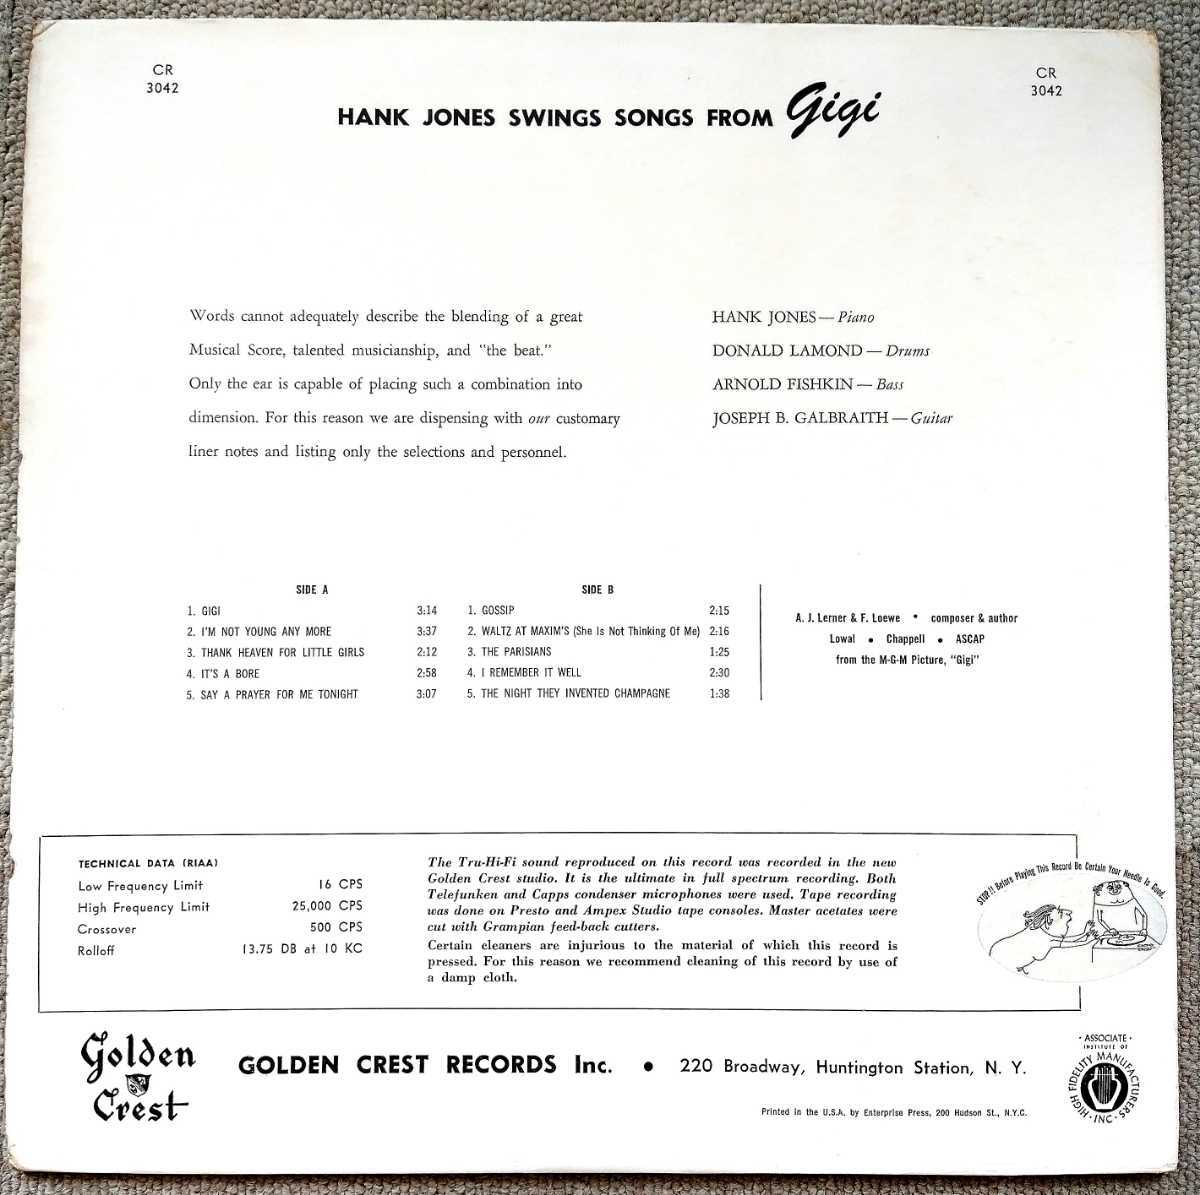 CR
3042
CR
3042
HANK JONES SWINGS SONGS FROM Gigi
Words cannot adequately describe the blending of a great
Musical Score, talented musicianship, and "the beat."
Only the ear is capable of placing such a combination into
dimension. For this reason we are dispensing with our customary
liner notes and listing only the selections and personnel.
HANK JONES — Piano
DONALD LAMOND — Drums
ARNOLD FISHKIN — Bass
JOSEPH B. GALBRAITH — Guitar
SIDE A
1. GIGI 3:14
2. I'M NOT YOUNG ANY MORE 3:37
3. THANK HEAVEN FOR LITTLE GIRLS 2:12
4. IT'S A BORE 2:58
5. SAY A PRAYER FOR ME TONIGHT 3:07
SIDE B
1. GOSSIP 2:15
2. WALTZ AT MAXIM'S (She Is Not Thinking Of Me) 2:16
3. THE PARISIANS 1:25
4. I REMEMBER IT WELL 2:30
5. THE NIGHT THEY INVENTED CHAMPAGNE 1:38
A. J. Lerner & F. Loewe * composer & author
Lowal • Chappell • ASCAP
from the M-G-M Picture, "Gigi"
TECHNICAL DATA (RIAA)
Low Frequency Limit 16 CPS
High Frequency Limit 25,000 CPS
Crossover 500 CPS
Rolloff 13.75 DB at 10 KC
The Tru-Hi-Fi sound reproduced on this record was recorded in the new
Golden Crest studio. It is the ultimate in full spectrum recording. Both
Telefunken and Capps condenser microphones were used. Tape recording
was done on Presto and Ampex Studio tape consoles. Master acetates were
cut with Grampian feed-back cutters.
Certain cleaners are injurious to the material of which this record is
pressed. For this reason we recommend cleaning of this record by use of
a damp cloth.
STOP!! Before Playing This Record Be Certain Your Needle Is Good.
Golden
Crest
GOLDEN CREST RECORDS Inc. • 220 Broadway, Huntington Station, N. Y.
Printed in the U.S.A. by Enterprise Press, 200 Hudson St., N.Y.C.
• ASSOCIATE •
INSTITUTE OF
HIGH FIDELITY MANUFACTURERS • INC •